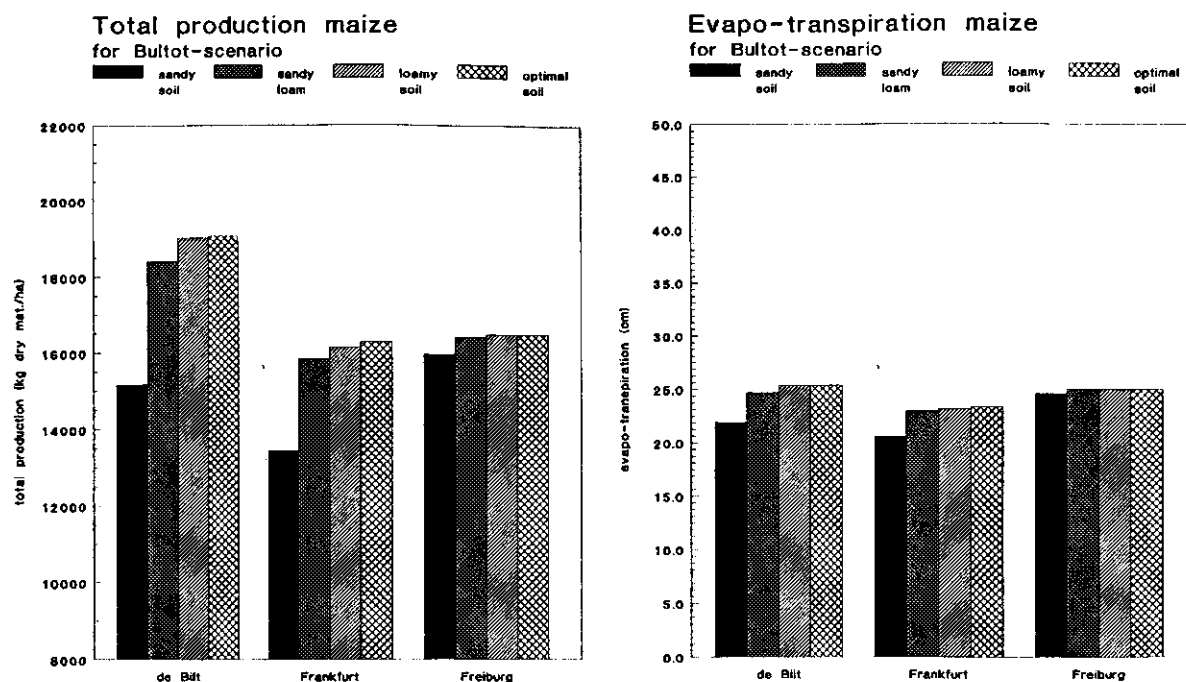 Total production maize
for Bultot-scenario
sandy soil
sandy loam
loamy soil
optimal soil
22000
20000
18000
16000
14000
12000
10000
8000
total production (kg dry mat./ha)
de Bilt
Frankfurt
Freiburg
Evapo-transpiration maize
for Bultot-scenario
sandy soil
sandy loam
loamy soil
optimal soil
50.0
45.0
40.0
35.0
30.0
25.0
20.0
15.0
10.0
5.0
0.0
evapo-transpiration (cm)
de Bilt
Frankfurt
Freiburg